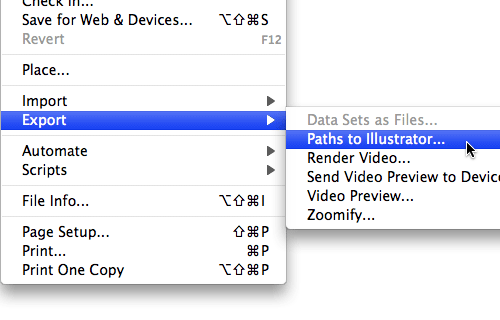 Check In...
Save for Web & Devices... ⌥⇧⌘S
Revert F12
Place...
Import ▶
Export ▶
Automate ▶
Scripts ▶
File Info... ⌥⇧⌘I
Page Setup... ⇧⌘P
Print... ⌘P
Print One Copy ⌥⇧⌘P
Data Sets as Files...
Paths to Illustrator...
Render Video...
Send Video Preview to Device
Video Preview...
Zoomify...